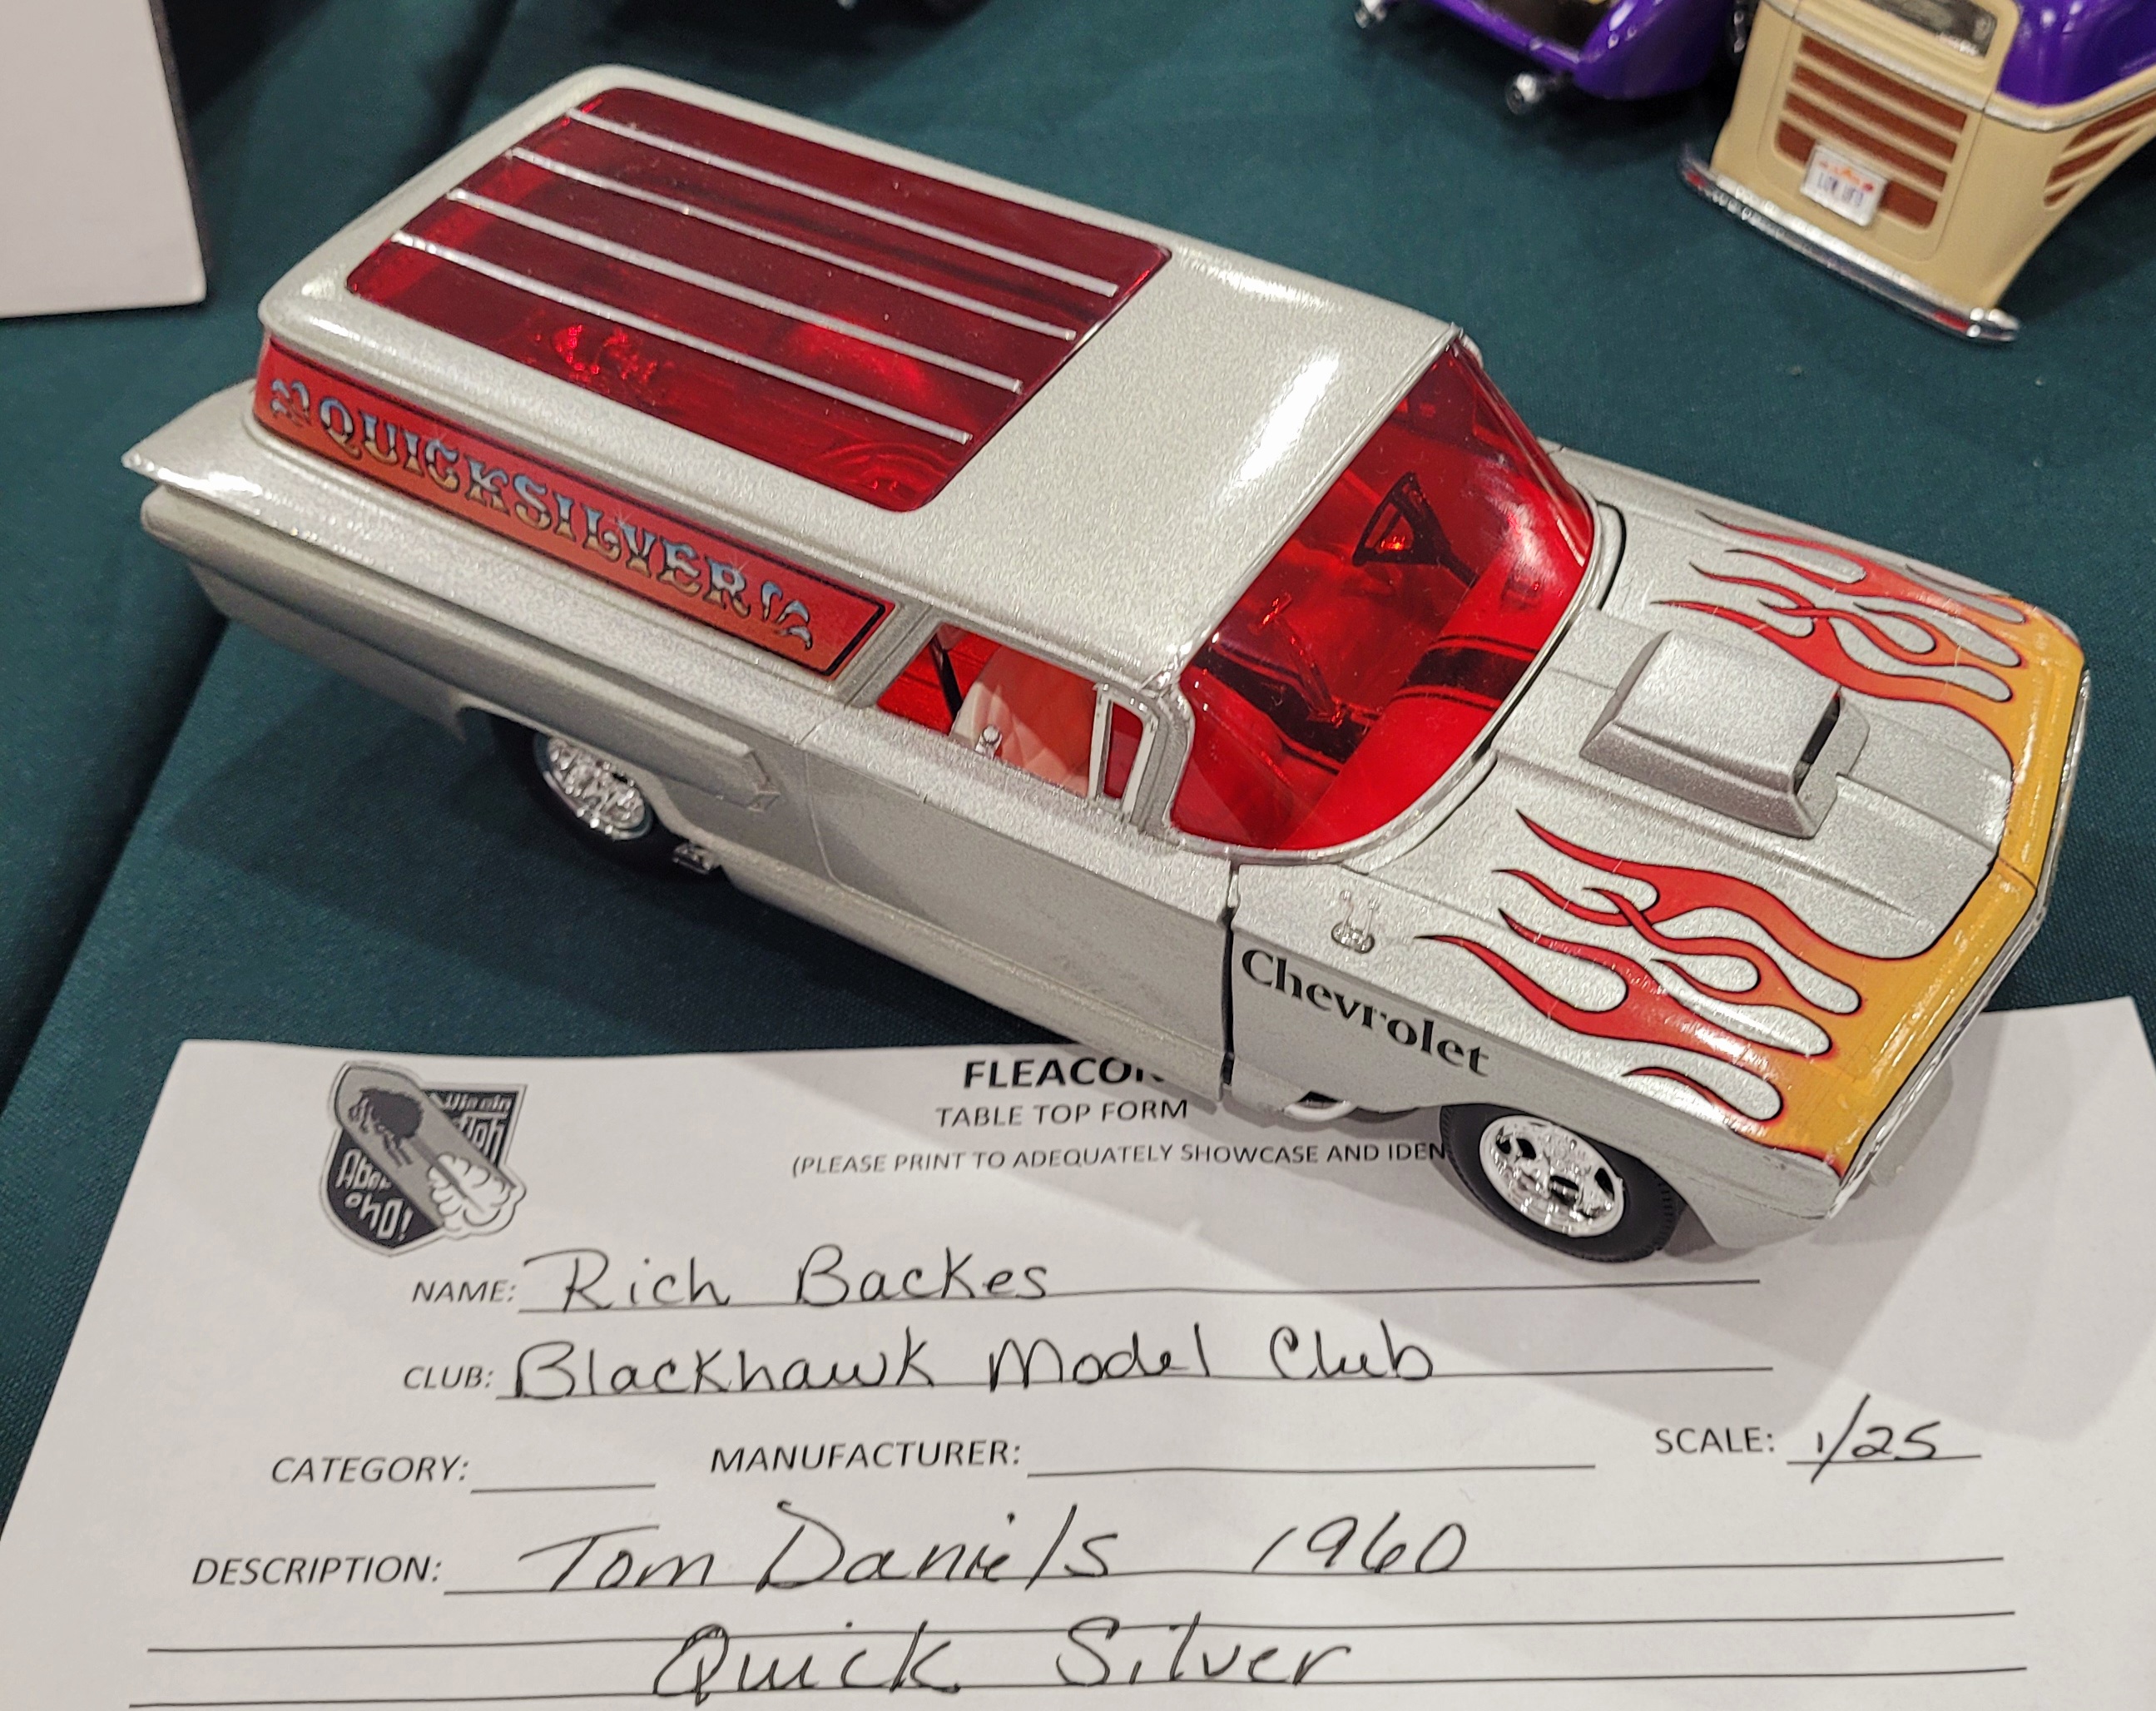 QUICKSILVER
Chevrolet
FLEACO
TABLE TOP FORM
(PLEASE PRINT TO ADEQUATELY SHOWCASE AND IDEN
NAME: Rich Backes
CLUB: Blackhawk Model Club
CATEGORY: MANUFACTURER: SCALE: 1/25
DESCRIPTION: Tom Daniels 1960
Quick Silver